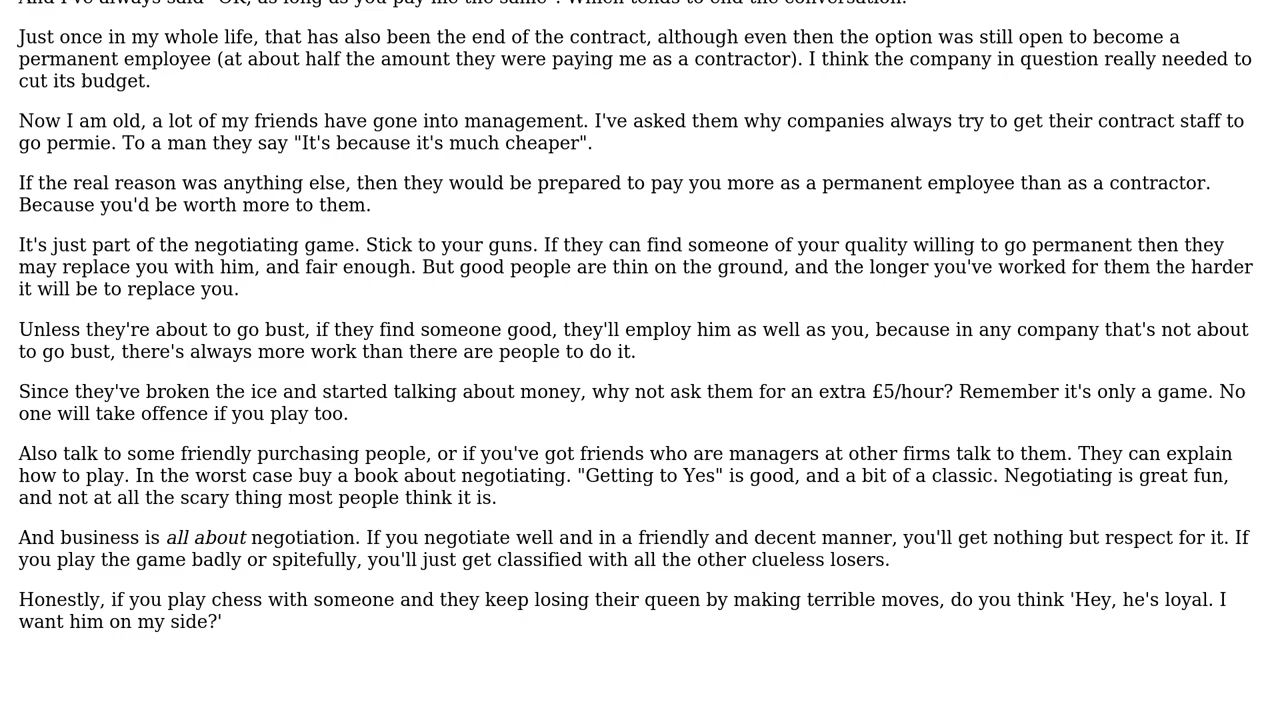 And I've always said "OK, as long as you pay me the same". Which tends to end the conversation.
Just once in my whole life, that has also been the end of the contract, although even then the option was still open to become a
permanent employee (at about half the amount they were paying me as a contractor). I think the company in question really needed to
cut its budget.
Now I am old, a lot of my friends have gone into management. I've asked them why companies always try to get their contract staff to
go permie. To a man they say "It's because it's much cheaper".
If the real reason was anything else, then they would be prepared to pay you more as a permanent employee than as a contractor.
Because you'd be worth more to them.
It's just part of the negotiating game. Stick to your guns. If they can find someone of your quality willing to go permanent then they
may replace you with him, and fair enough. But good people are thin on the ground, and the longer you've worked for them the harder
it will be to replace you.
Unless they're about to go bust, if they find someone good, they'll employ him as well as you, because in any company that's not about
to go bust, there's always more work than there are people to do it.
Since they've broken the ice and started talking about money, why not ask them for an extra £5/hour? Remember it's only a game. No
one will take offence if you play too.
Also talk to some friendly purchasing people, or if you've got friends who are managers at other firms talk to them. They can explain
how to play. In the worst case buy a book about negotiating. "Getting to Yes" is good, and a bit of a classic. Negotiating is great fun,
and not at all the scary thing most people think it is.
And business is all about negotiation. If you negotiate well and in a friendly and decent manner, you'll get nothing but respect for it. If
you play the game badly or spitefully, you'll just get classified with all the other clueless losers.
Honestly, if you play chess with someone and they keep losing their queen by making terrible moves, do you think 'Hey, he's loyal. I
want him on my side?'